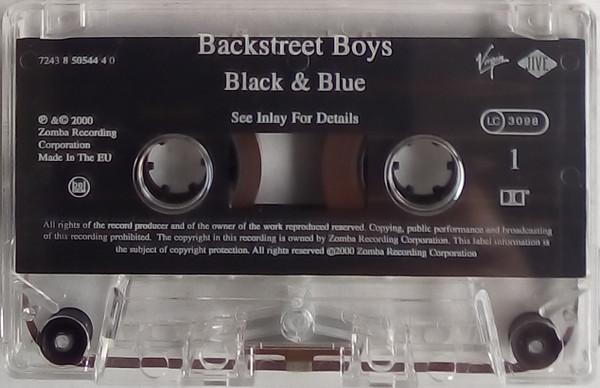 Backstreet Boys
7243 8 50544 4 0
Virgin
JIVE
Black & Blue
See Inlay For Details
℗ &© 2000
Zomba Recording
Corporation
Made In The EU
LC 3098
1
bel
All rights of the record producer and of the owner of the work reproduced reserved. Copying, public performance and broadcasting
of this recording prohibited. The copyright in this recording is owned by Zomba Recording Corporation. This label information is
the subject of copyright protection. All rights reserved ©2000 Zomba Recording Corporation